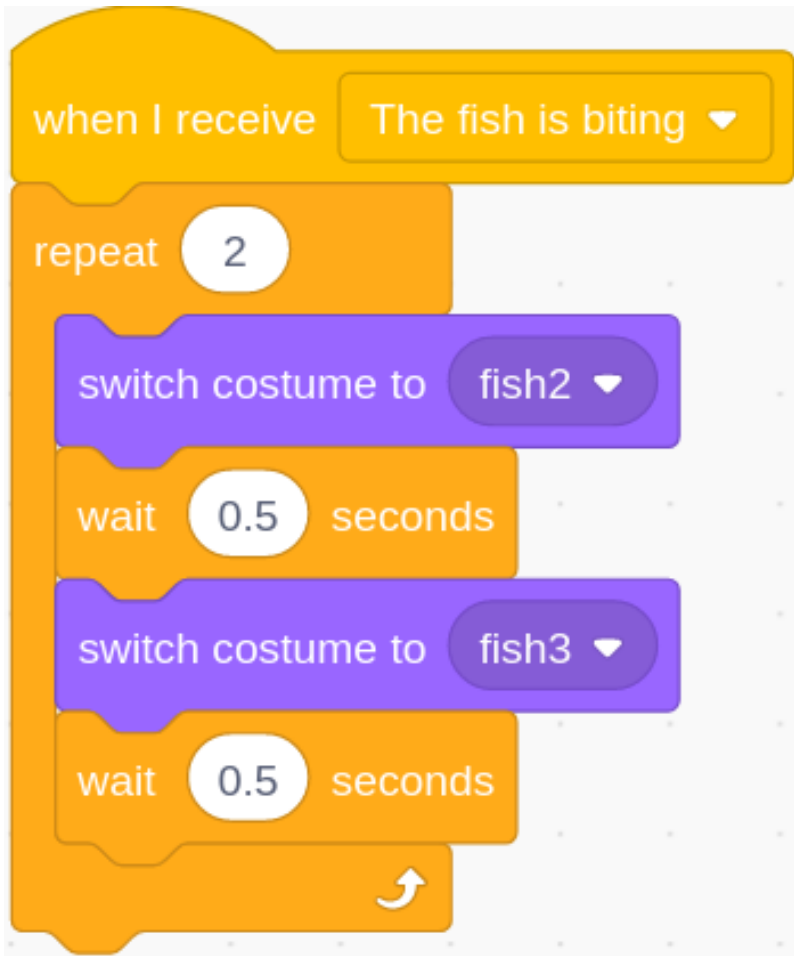 when I receive The fish is biting
repeat 2
switch costume to fish2
wait 0.5 seconds
switch costume to fish3
wait 0.5 seconds